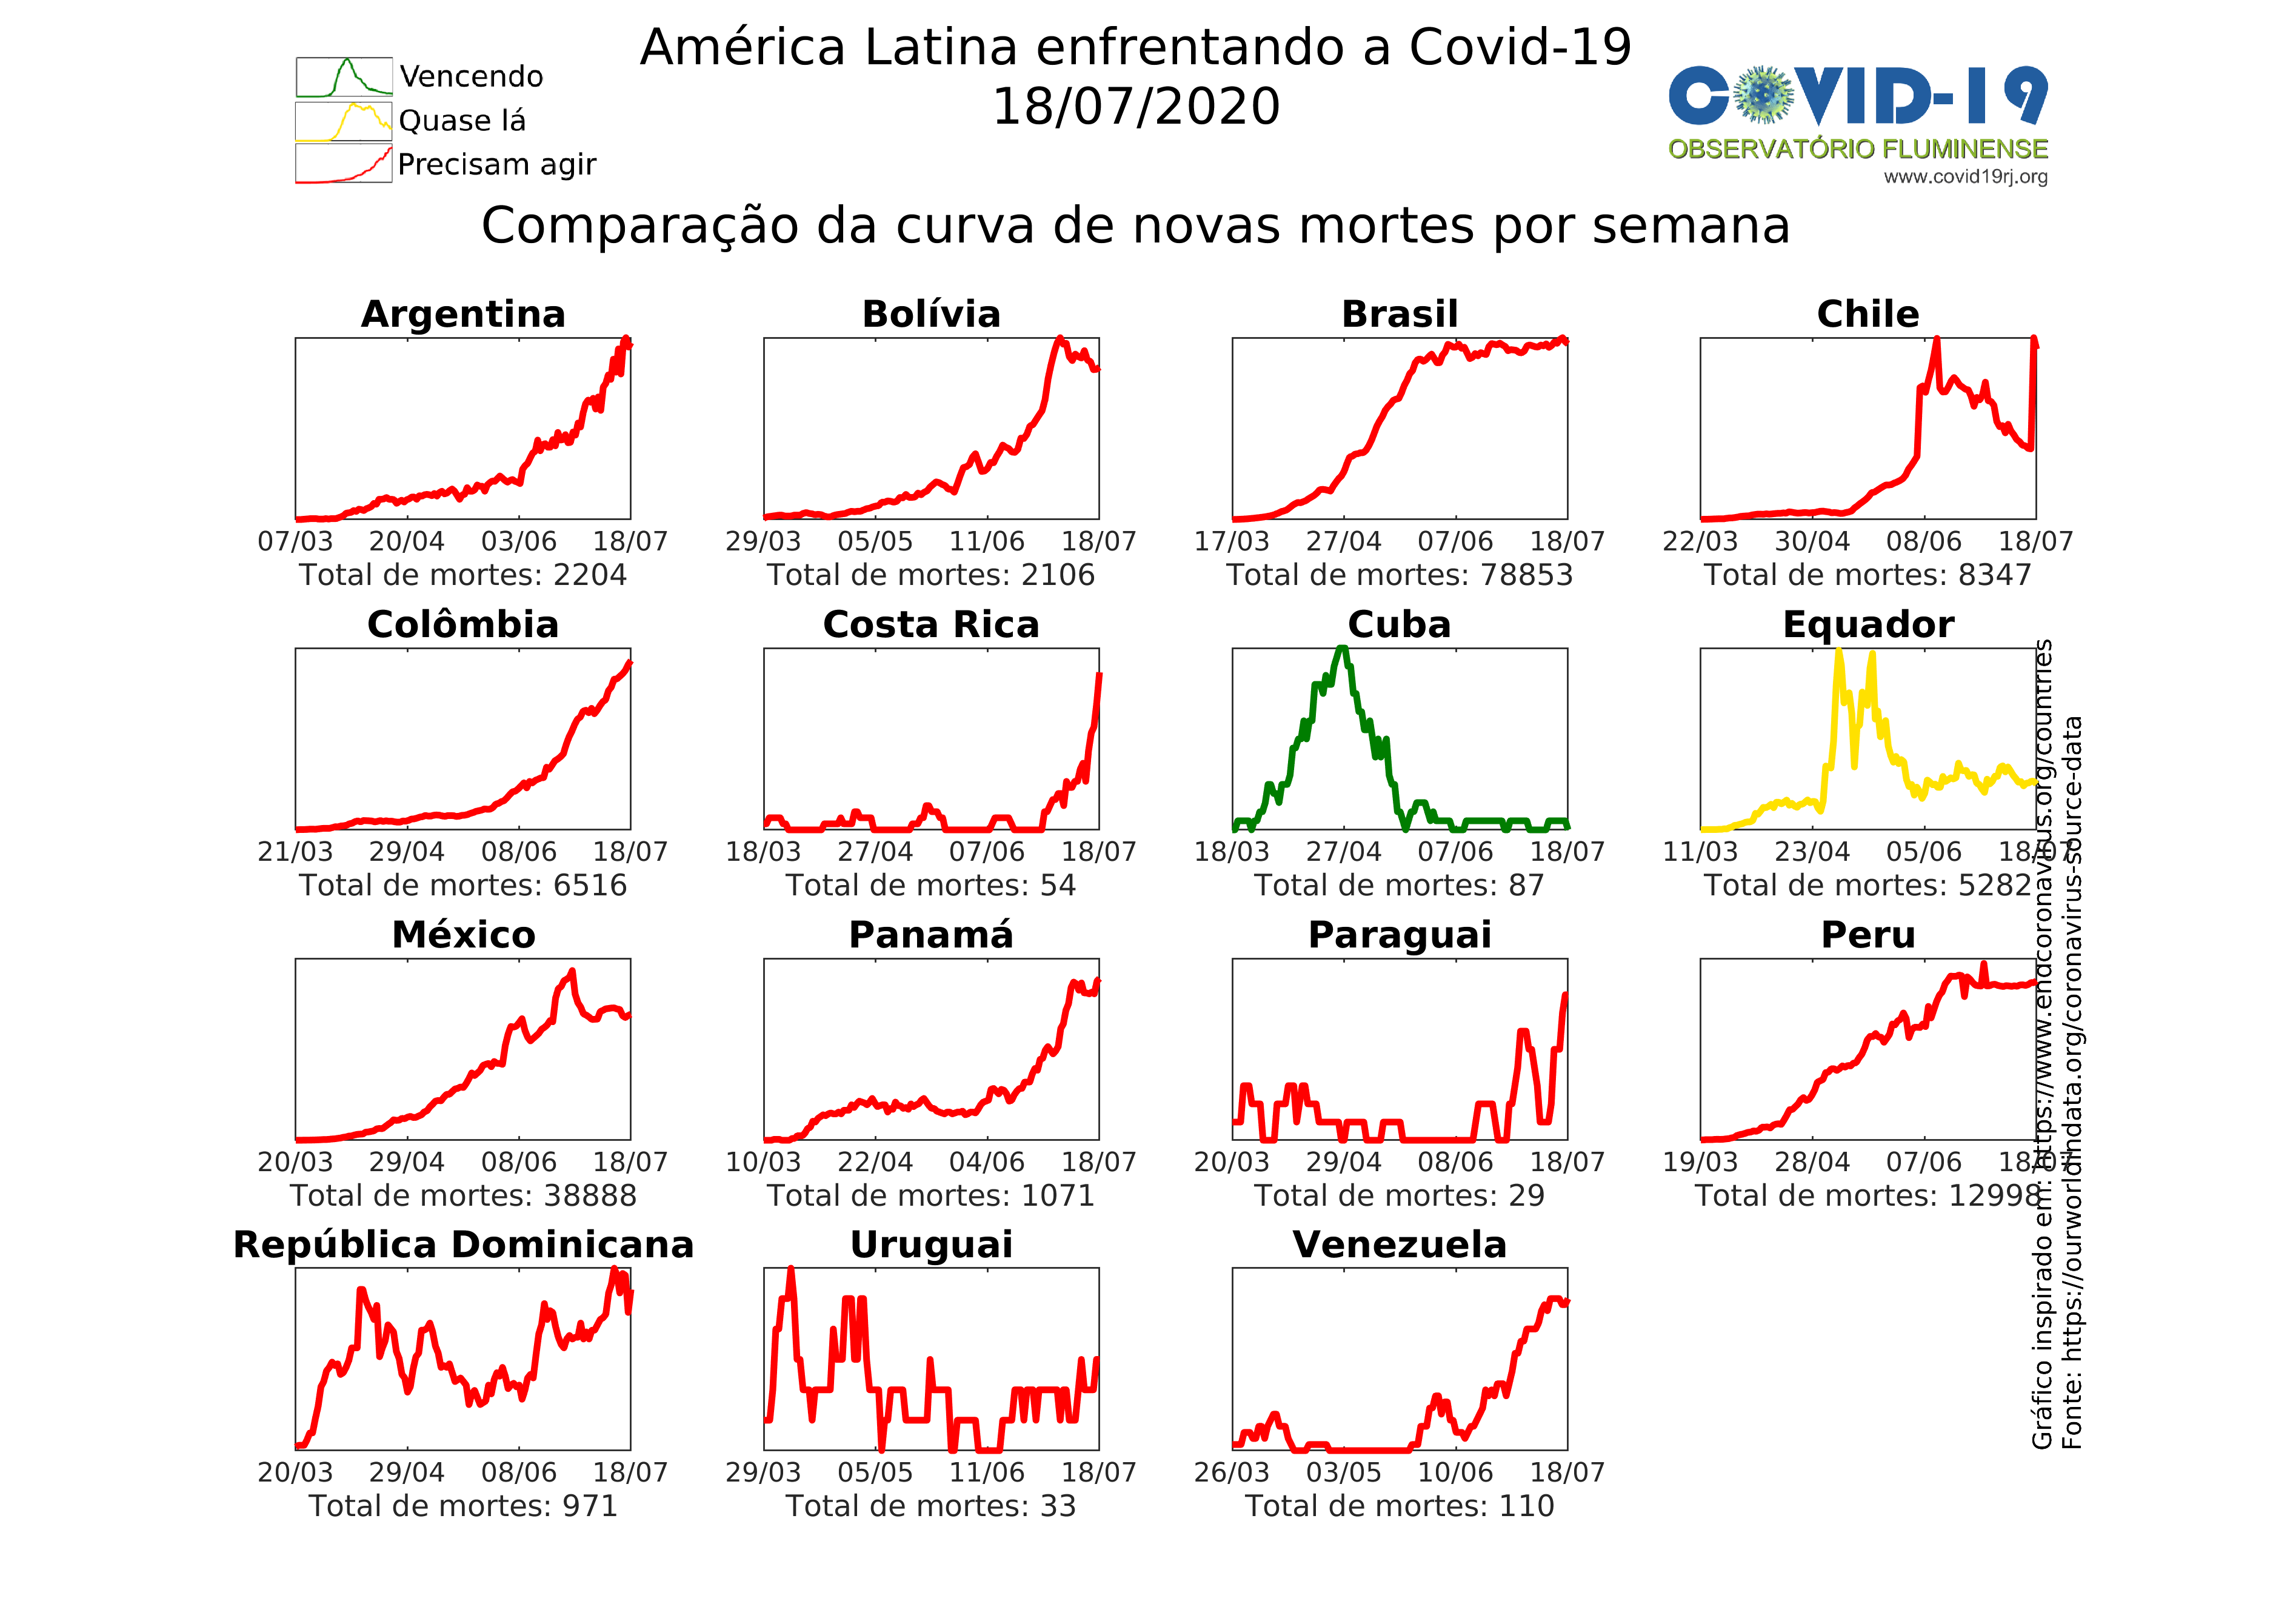 América Latina enfrentando a Covid-19
18/07/2020
Vencendo
Quase lá
Precisam agir
COVID-19
OBSERVATÓRIO FLUMINENSE
www.covid19rj.org
Comparação da curva de novas mortes por semana
Argentina
07/03 20/04 03/06 18/07
Total de mortes: 2204
Bolívia
29/03 05/05 11/06 18/07
Total de mortes: 2106
Brasil
17/03 27/04 07/06 18/07
Total de mortes: 78853
Chile
22/03 30/04 08/06 18/07
Total de mortes: 8347
Colômbia
21/03 29/04 08/06 18/07
Total de mortes: 6516
Costa Rica
18/03 27/04 07/06 18/07
Total de mortes: 54
Cuba
18/03 27/04 07/06 18/07
Total de mortes: 87
Equador
11/03 23/04 05/06 18/07
Total de mortes: 5282
México
20/03 29/04 08/06 18/07
Total de mortes: 38888
Panamá
10/03 22/04 04/06 18/07
Total de mortes: 1071
Paraguai
20/03 29/04 08/06 18/07
Total de mortes: 29
Peru
19/03 28/04 07/06 18/07
Total de mortes: 12998
República Dominicana
20/03 29/04 08/06 18/07
Total de mortes: 971
Uruguai
29/03 05/05 11/06 18/07
Total de mortes: 33
Venezuela
26/03 03/05 10/06 18/07
Total de mortes: 110
Gráfico inspirado em: https://www.endcoronavirus.org/countries
Fonte: https://ourworldindata.org/coronavirus-source-data